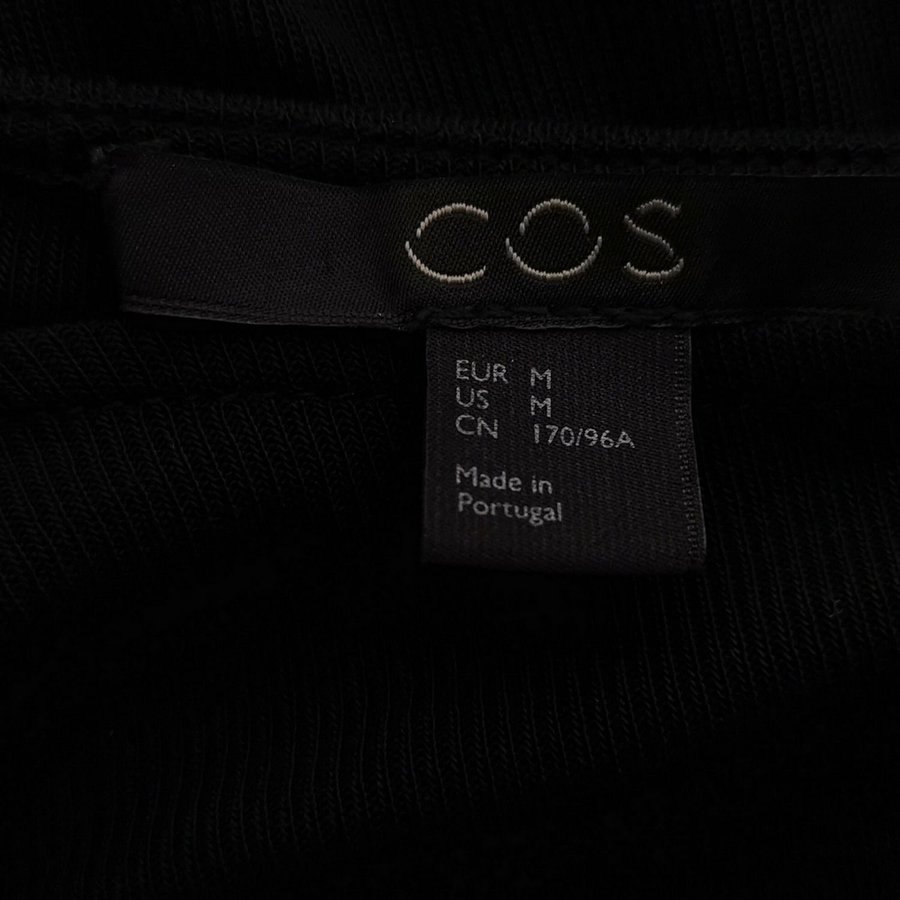 COS
EUR M
US M
CN 170/96A
Made in
Portugal